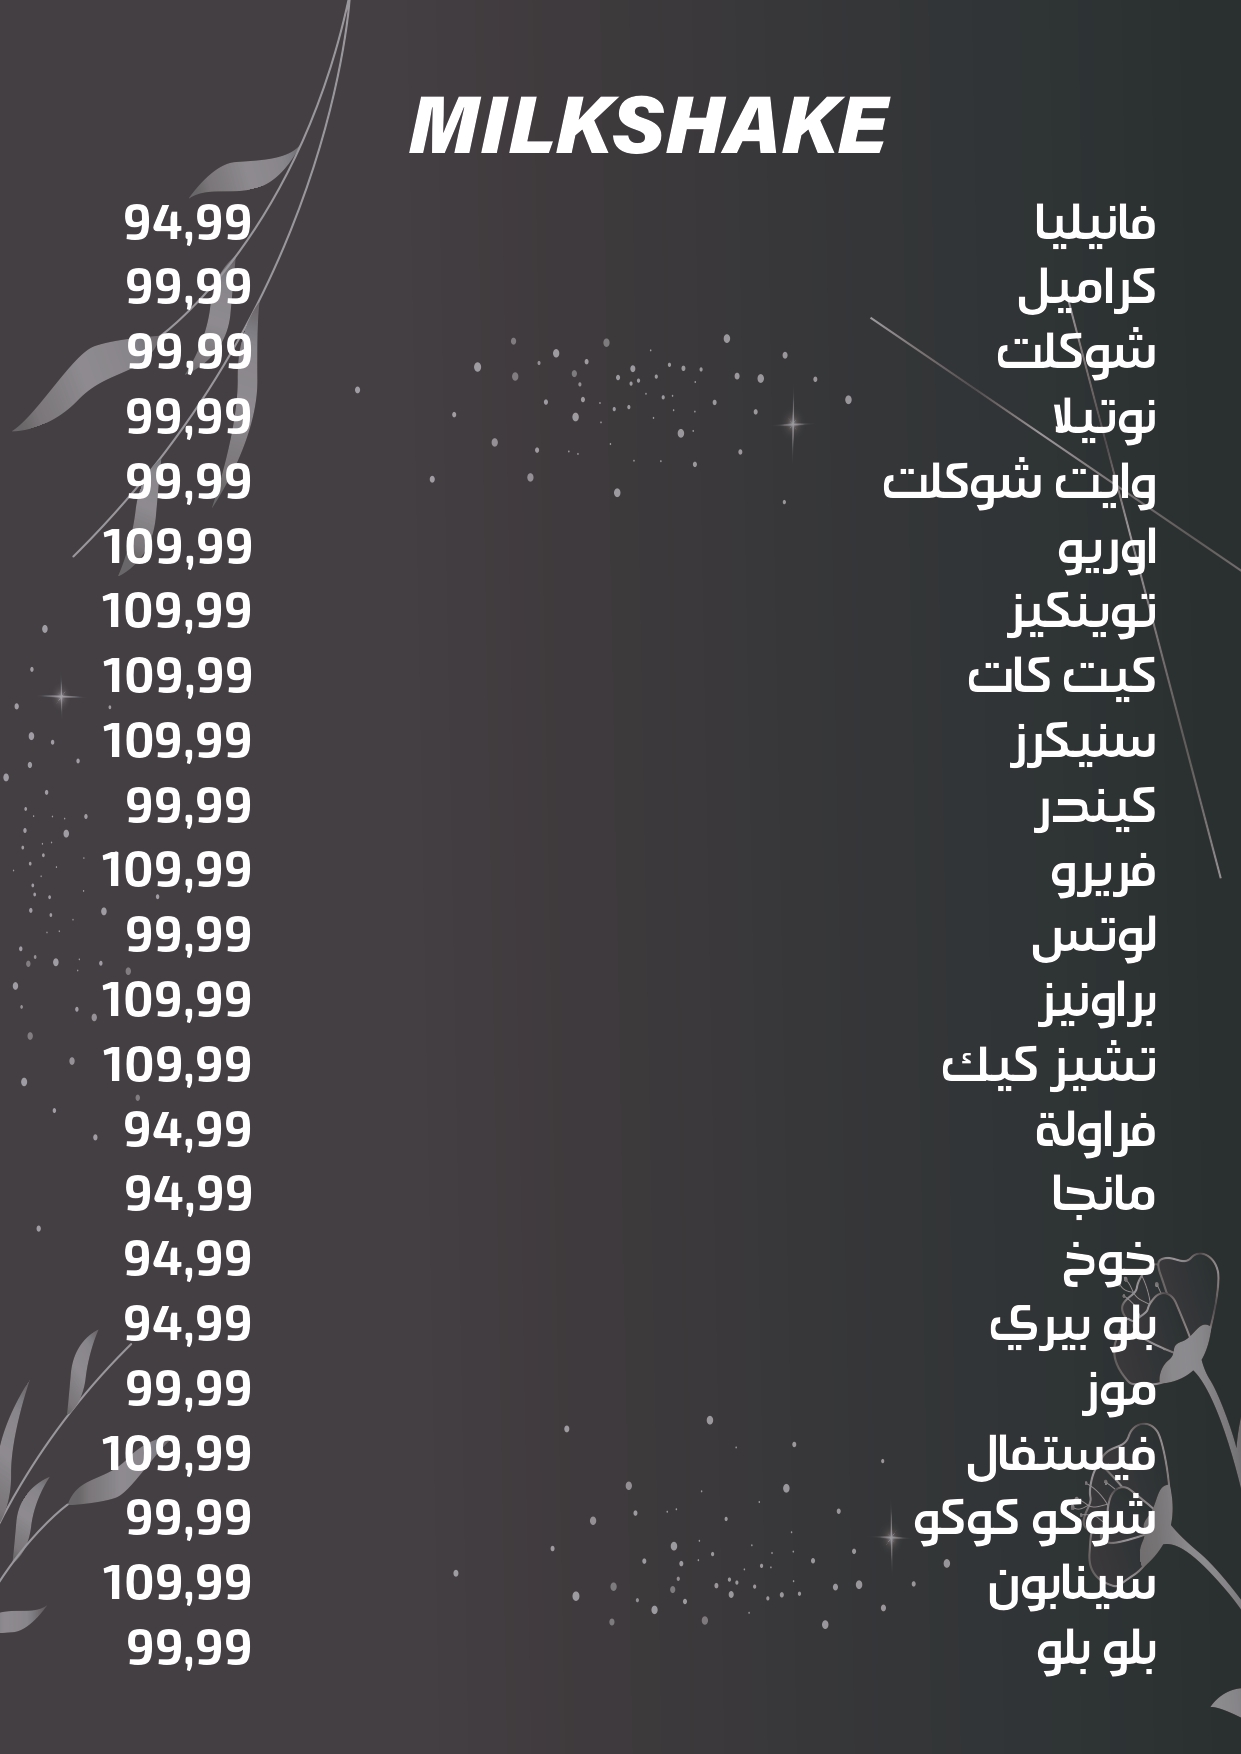 MILKSHAKE
فانيليا 94,99
كراميل 99,99
شوكلت 99,99
نوتيلا 99,99
وايت شوكلت 99,99
اوريو 109,99
توينكيز 109,99
كيت كات 109,99
سنيكرز 109,99
كيندر 99,99
فريرو 109,99
لوتس 99,99
براونيز 109,99
تشيز كيك 109,99
فراولة 94,99
مانجا 94,99
خوخ 94,99
بلو بيري 94,99
موز 99,99
فيستفال 109,99
شوكو كوكو 99,99
سينابون 109,99
بلو بلو 99,99